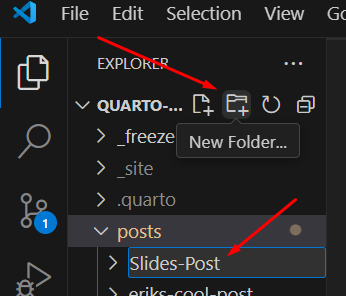 File Edit Selection View Go
EXPLORER ...
QUARTO-...
_freeze
New Folder...
_site
.quarto
1
posts
Slides-Post
eriks-cool-post